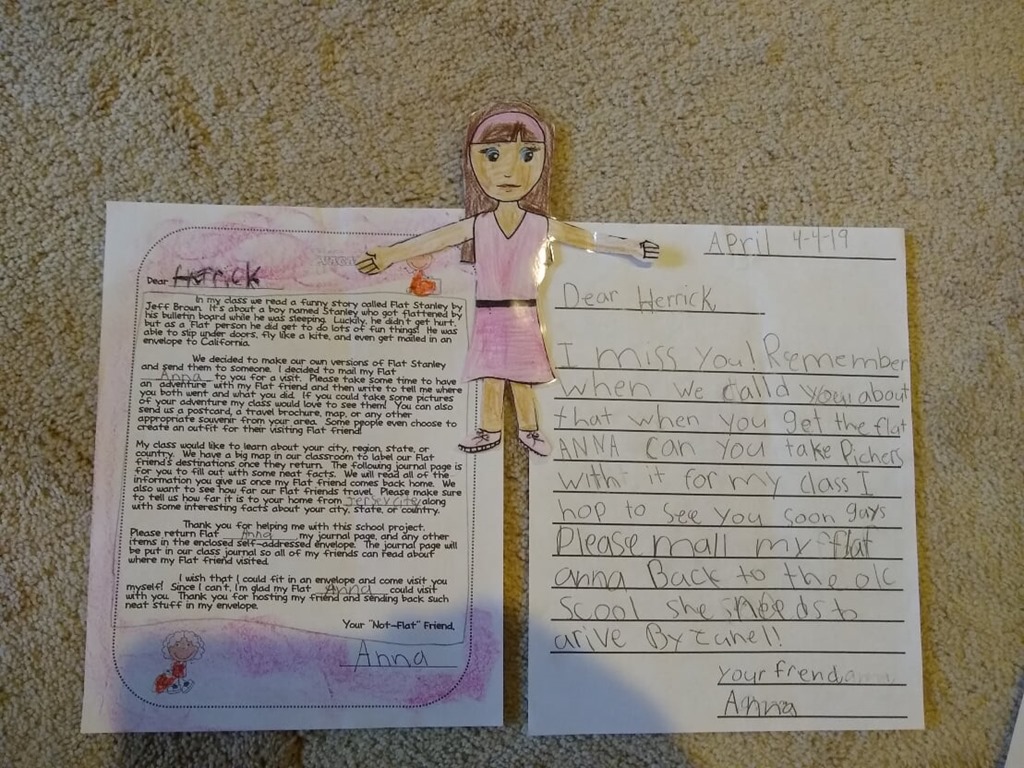 Dear Herrick
In my class we read a funny story called Flat Stanley by
Jeff Brown. It's about a boy named Stanley who got flattened by
his bulletin board while he was sleeping. Luckily, he didn't get hurt,
but as a Flat person he did get to do lots of fun things! He was
able to slip under doors, fly like a kite, and even get mailed in an
envelope to California.
We decided to make our own versions of Flat Stanley
and send them to someone. I decided to mail my Flat
Anna to you for a visit. Please take some time to have
an adventure with my Flat friend and then write to tell me where
you both went and what you did. If you could take some pictures
of your adventure my class would love to see them! You can also
send us a postcard, a travel brochure, map, or any other
appropriate souvenir from your area. Some people even choose to
create an outfit for their visiting Flat friend!
My class would like to learn about your city, region, state, or
country. We have a big map in our classroom to label our Flat
friend's destinations once they return. The following journal page is
for you to fill out with some neat facts. We will read all of the
information you give us once my Flat friend comes back home. We
also want to see how far our Flat friends travel. Please make sure
to tell us how far it is to your home from along
with some interesting facts about your city, state, or country.
Thank you for helping me with this school project.
Please return Flat Anna, my journal page, and any other
items in the enclosed self-addressed envelope. The journal page will
be put in our class journal so all of my friends can read about
where my Flat friend visited.
I wish that I could fit in an envelope and come visit you
myself! Since I can't, I'm glad my Flat Anna could visit
with you. Thank you for hosting my friend and sending back such
neat stuff in my envelope.
Your "Not-Flat" Friend,
Anna
April 4-4-19
Dear Herrick
I miss you! Remember
when we calld you about
that when you get the flat
ANNA can you take Pichers
with it for my class I
hop to see you soon guys
Please mall my flat
anna Back to the olc
scool she needs to
arive By zunel!
your frend
Anna